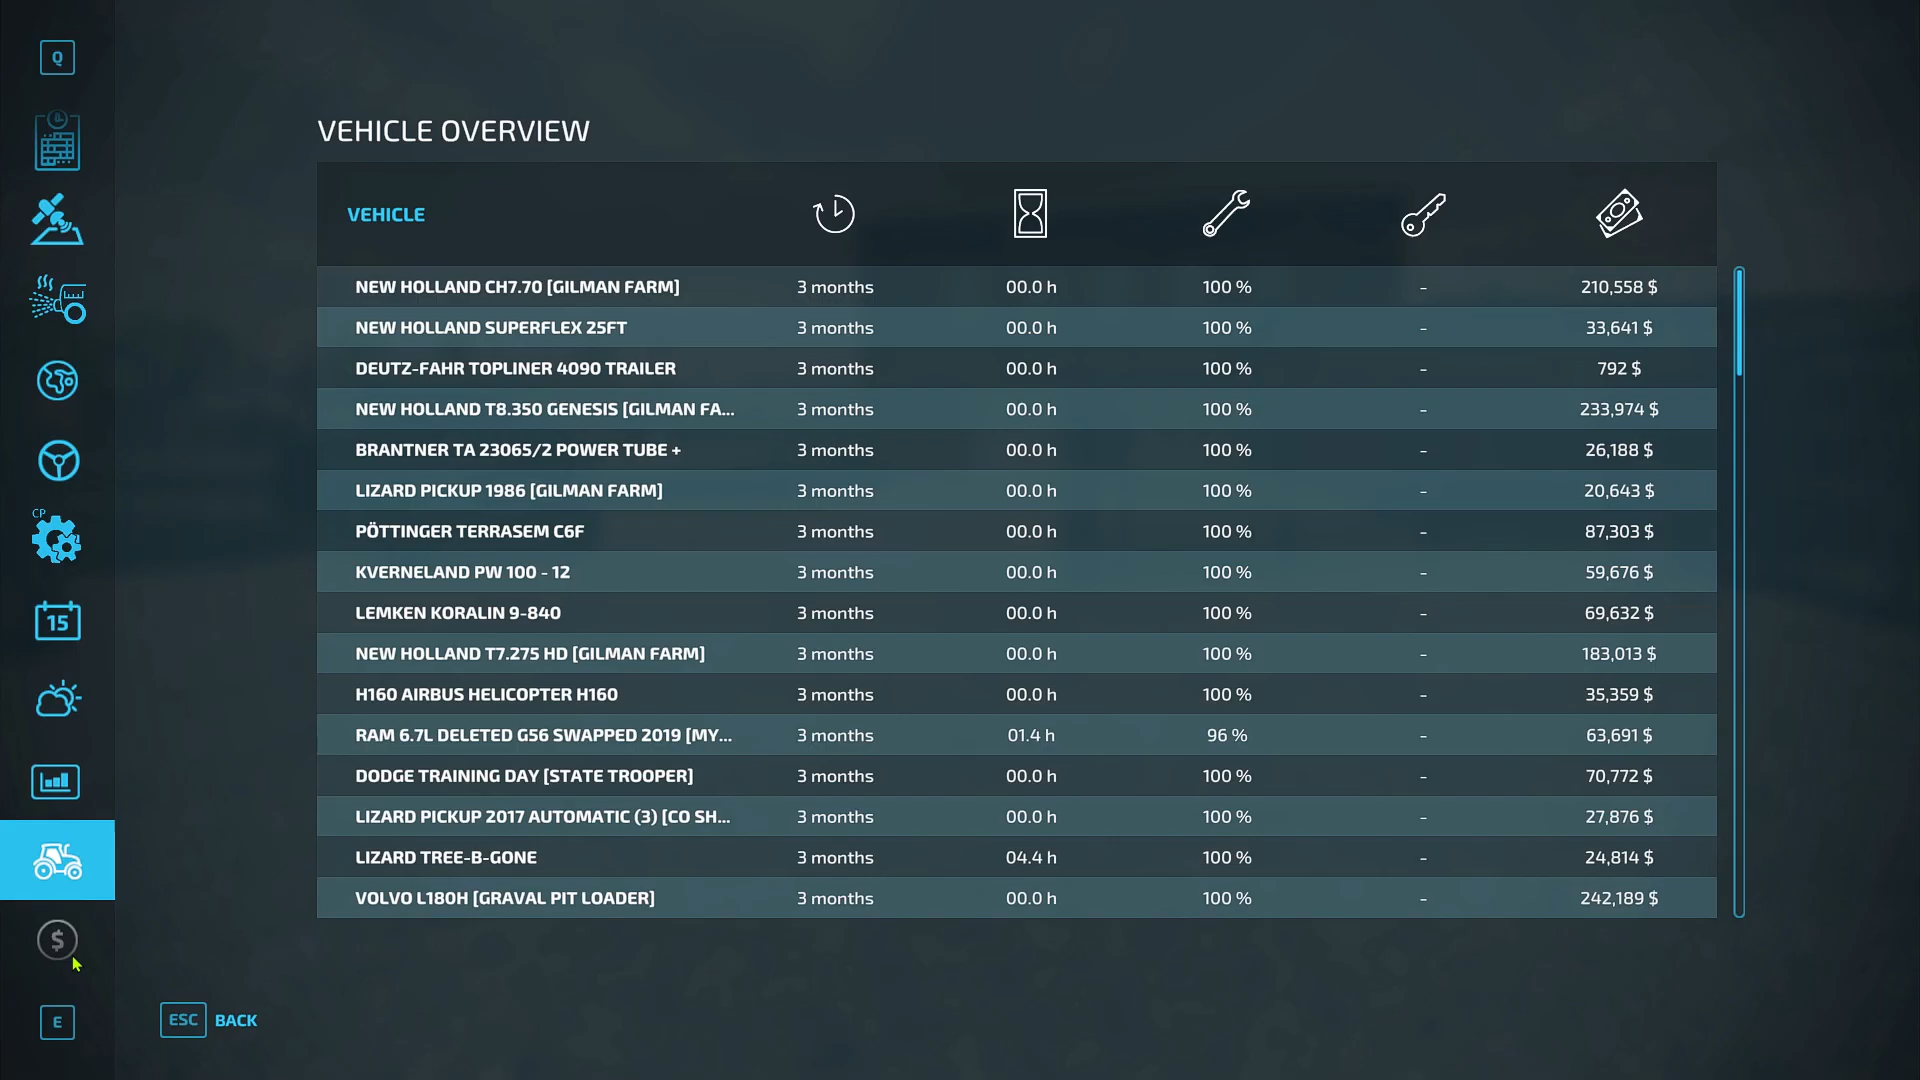 Q
VEHICLE OVERVIEW
VEHICLE
NEW HOLLAND CH7.70 [GILMAN FARM] 3 months 00.0 h 100 % - 210,558 $
NEW HOLLAND SUPERFLEX 25FT 3 months 00.0 h 100 % - 33,641 $
DEUTZ-FAHR TOPLINER 4090 TRAILER 3 months 00.0 h 100 % - 792 $
NEW HOLLAND T8.350 GENESIS [GILMAN FA... 3 months 00.0 h 100 % - 233,974 $
BRANTNER TA 23065/2 POWER TUBE + 3 months 00.0 h 100 % - 26,188 $
LIZARD PICKUP 1986 [GILMAN FARM] 3 months 00.0 h 100 % - 20,643 $
CP
PÖTTINGER TERRASEM C6F 3 months 00.0 h 100 % - 87,303 $
KVERNELAND PW 100 - 12 3 months 00.0 h 100 % - 59,676 $
LEMKEN KORALIN 9-840 3 months 00.0 h 100 % - 69,632 $
15
NEW HOLLAND T7.275 HD [GILMAN FARM] 3 months 00.0 h 100 % - 183,013 $
H160 AIRBUS HELICOPTER H160 3 months 00.0 h 100 % - 35,359 $
RAM 6.7L DELETED G56 SWAPPED 2019 [MY... 3 months 01.4 h 96 % - 63,691 $
DODGE TRAINING DAY [STATE TROOPER] 3 months 00.0 h 100 % - 70,772 $
LIZARD PICKUP 2017 AUTOMATIC (3) [CO SH... 3 months 00.0 h 100 % - 27,876 $
LIZARD TREE-B-GONE 3 months 04.4 h 100 % - 24,814 $
VOLVO L180H [GRAVAL PIT LOADER] 3 months 00.0 h 100 % - 242,189 $
$
E
ESC BACK